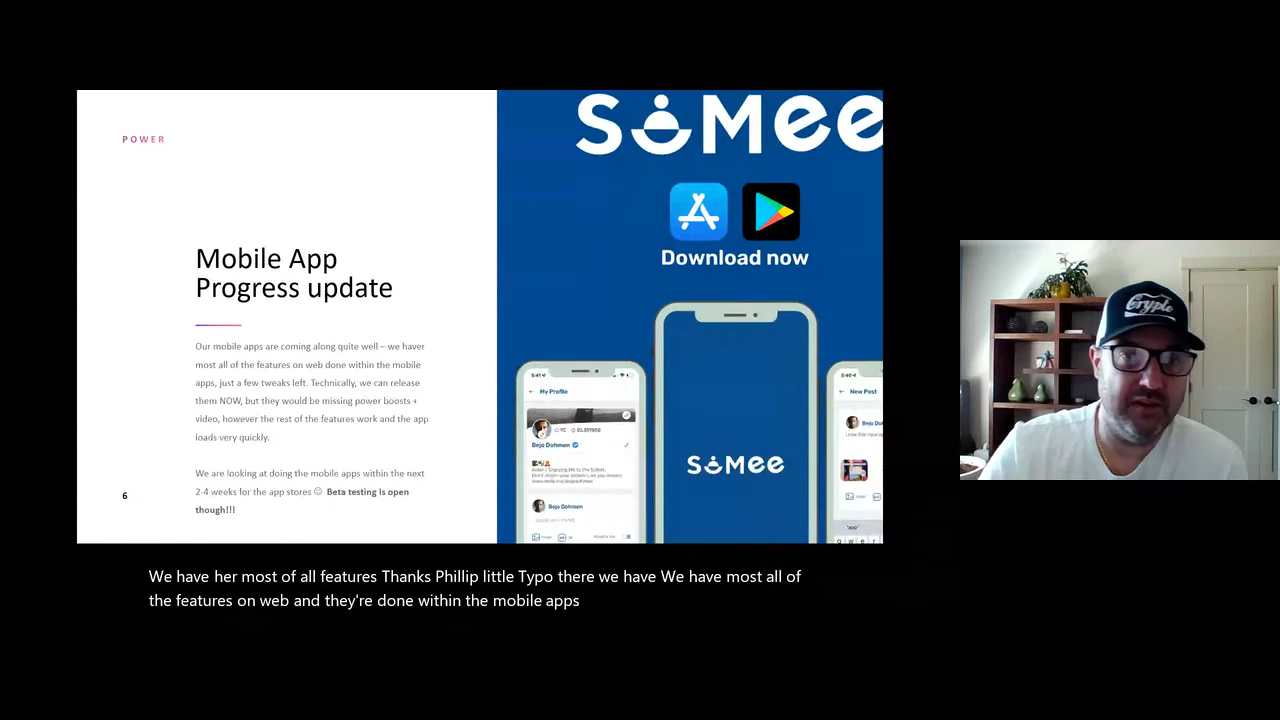 POWER
Mobile App
Progress update
Our mobile apps are coming along quite well – we haver
most all of the features on web done within the mobile
apps, just a few tweaks left. Technically, we can release
them NOW, but they would be missing power boosts +
video, however the rest of the features work and the app
loads very quickly.
We are looking at doing the mobile apps within the next
2-4 weeks for the app stores ☺ Beta testing is open
though!!!
6
SoMee
Download now
My Profile
Bejo Dohmen
Bejo Dohmen
SoMee
New Post
Bejo Do
"app"
q w e r
Crypto
We have her most of all features Thanks Phillip little Typo there we have We have most all of
the features on web and they're done within the mobile apps